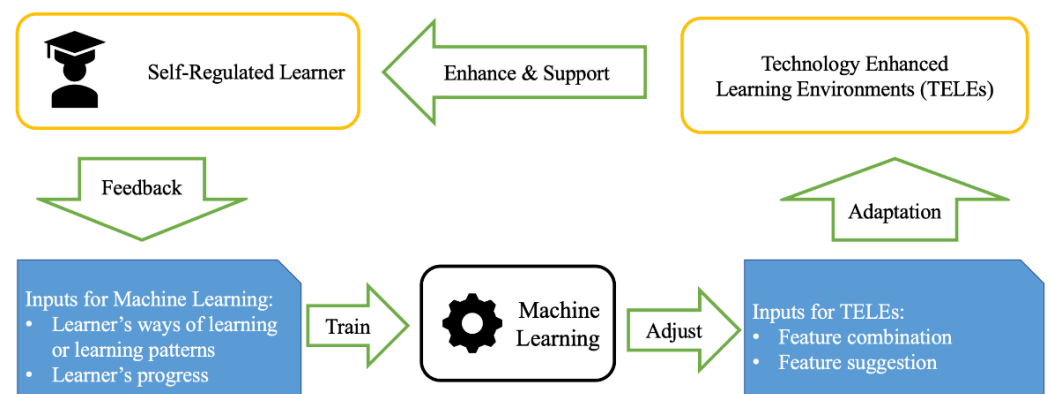 Self-Regulated Learner
Enhance & Support
Technology Enhanced
Learning Environments (TELEs)
Feedback
Adaptation
Inputs for Machine Learning:
• Learner's ways of learning
or learning patterns
• Learner's progress
Train
Machine
Learning
Adjust
Inputs for TELEs:
• Feature combination
• Feature suggestion